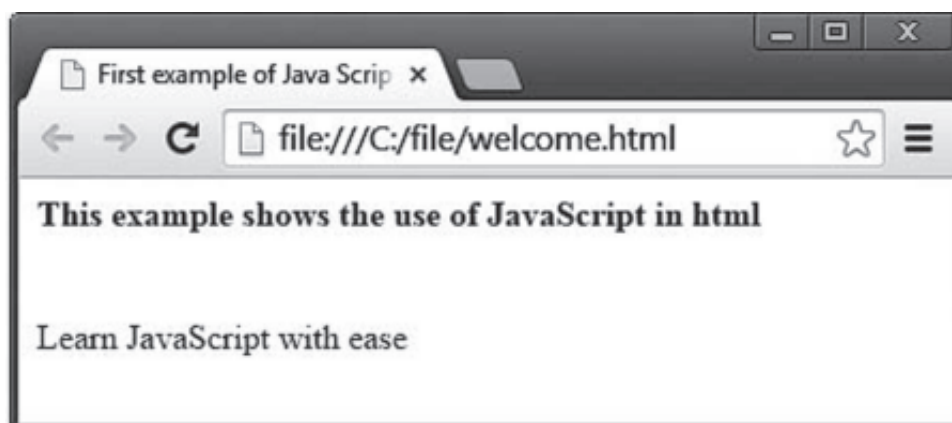 First example of Java Scrip
file:///C:/file/welcome.html
This example shows the use of JavaScript in html
Learn JavaScript with ease